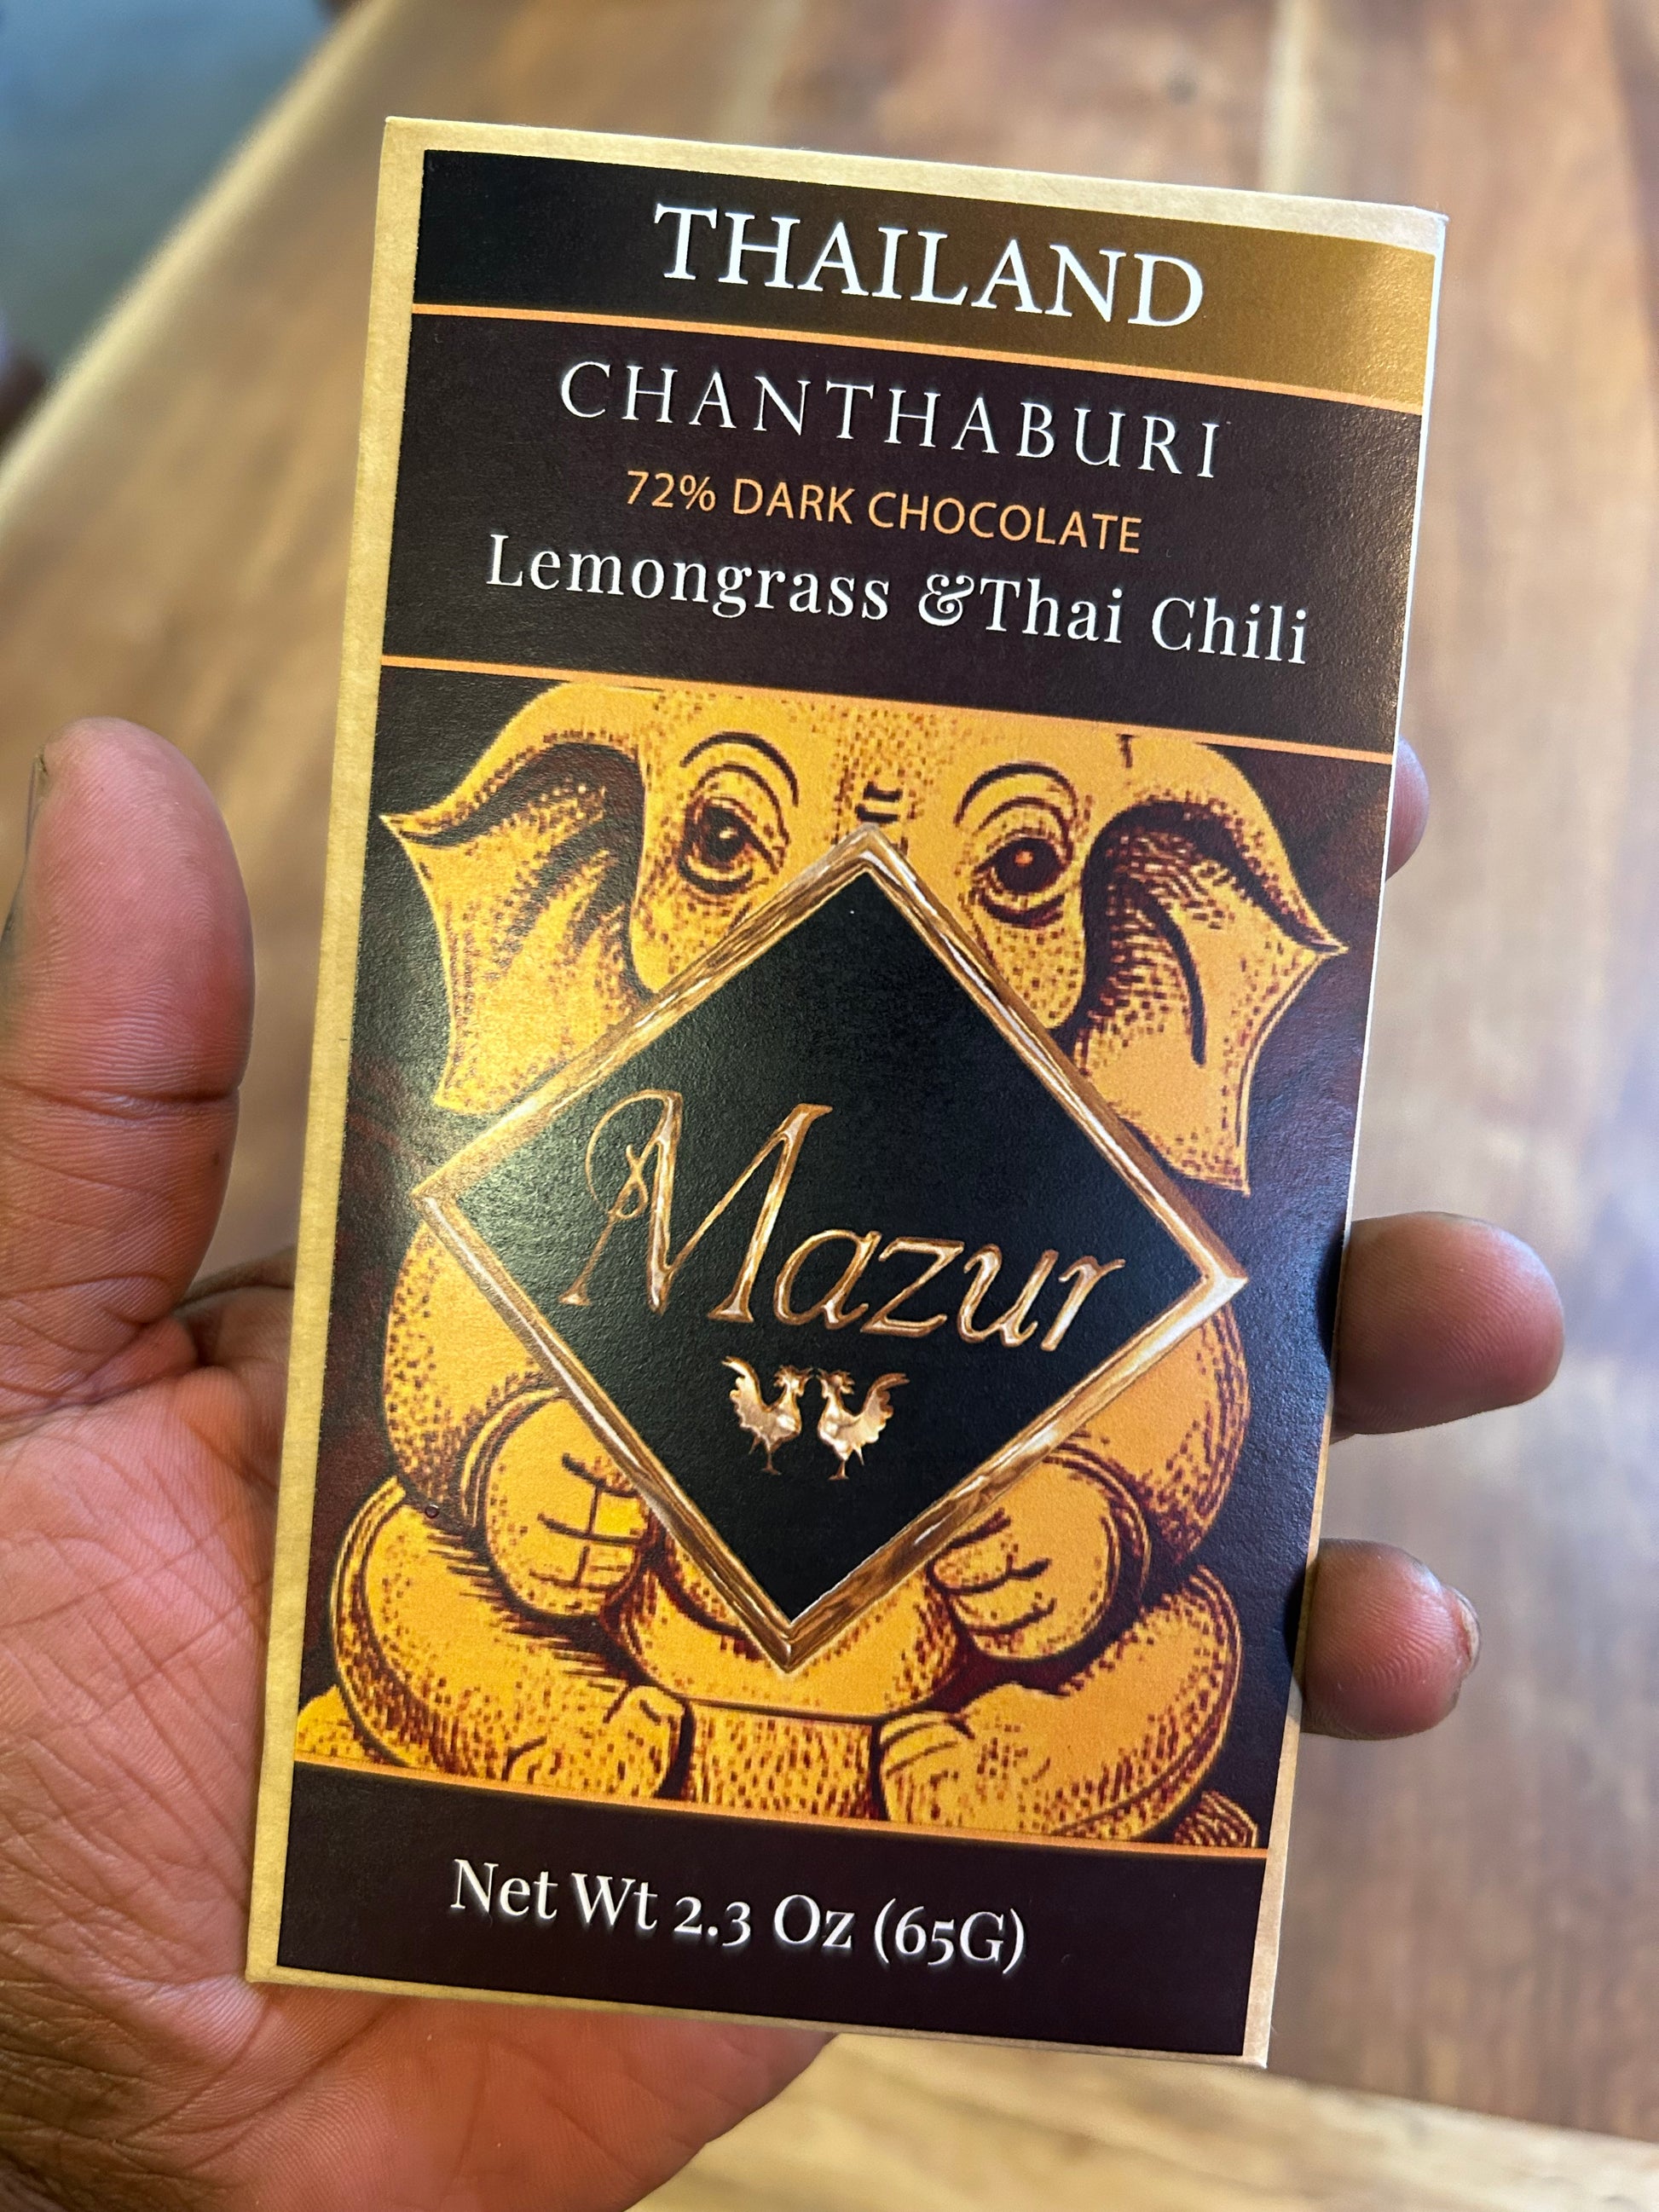 THAILAND
CHANTHABURI
72% DARK CHOCOLATE
Lemongrass &Thai Chili
Mazur
Net Wt 2.3 Oz (65G)